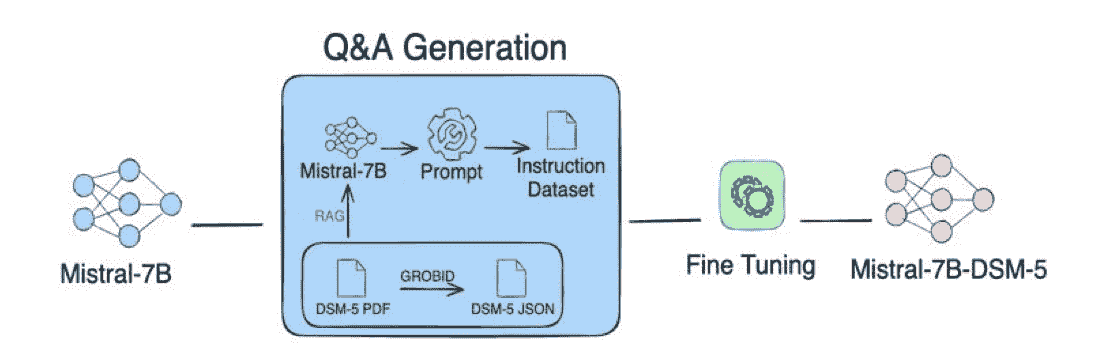 Q&A Generation
Mistral-7B
Prompt
Instruction
Dataset
RAG
GROBID
DSM-5 PDF
DSM-5 JSON
Mistral-7B
Fine Tuning
Mistral-7B-DSM-5